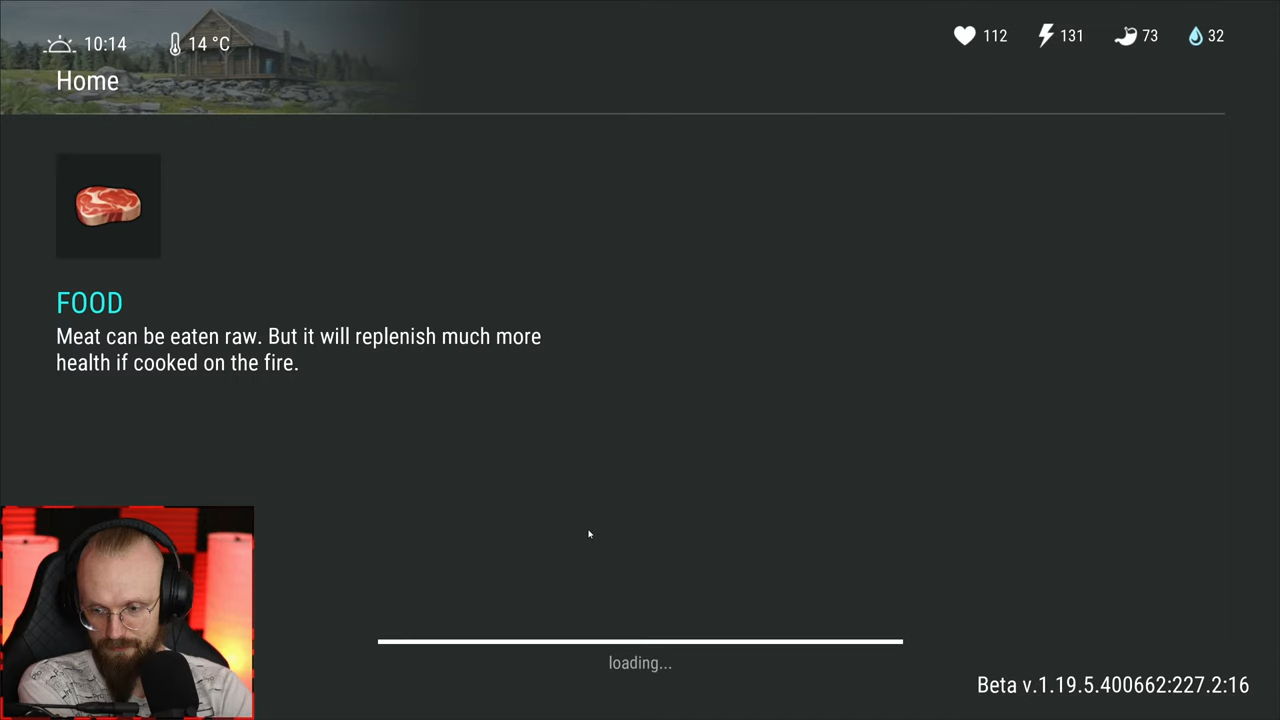 10:14
14 °C
112
131
73
32
Home
FOOD
Meat can be eaten raw. But it will replenish much more
health if cooked on the fire.
loading...
Beta v.1.19.5.400662:227.2:16